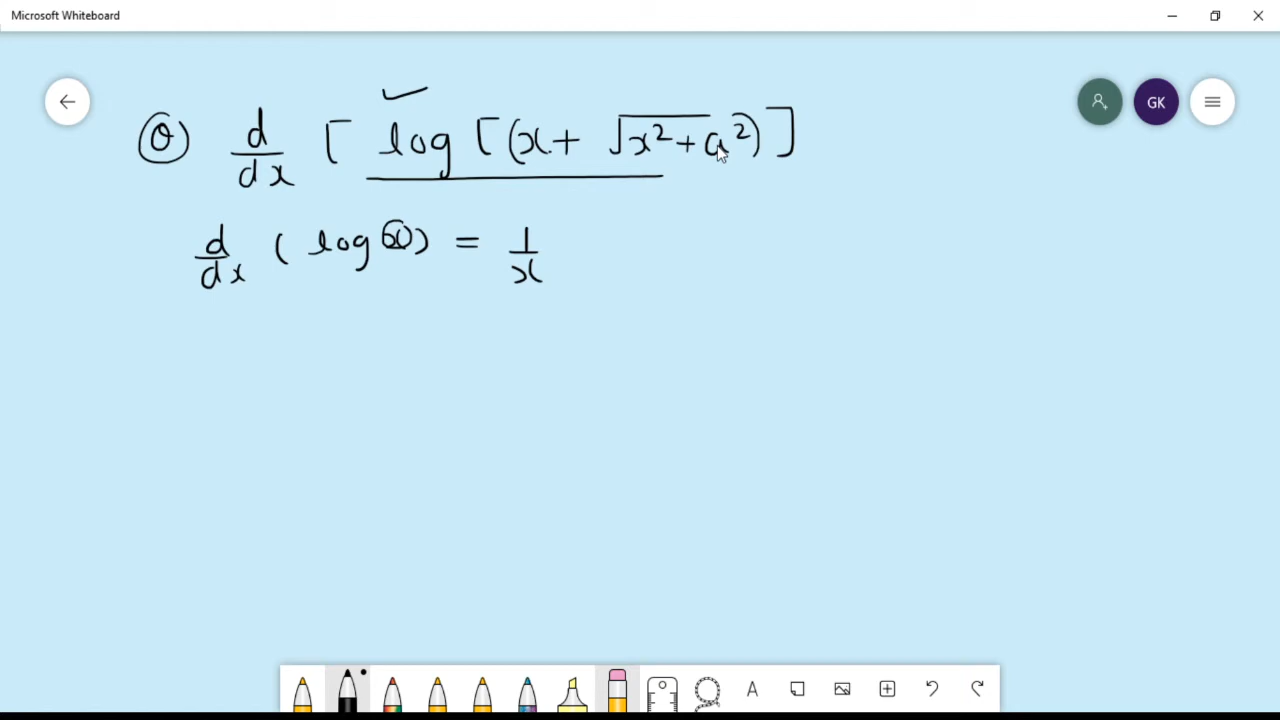 Microsoft Whiteboard
Q d/dx [ log [(x + √x² + a²) ]
GK
d/dx ( log(x) ) = 1/x
A